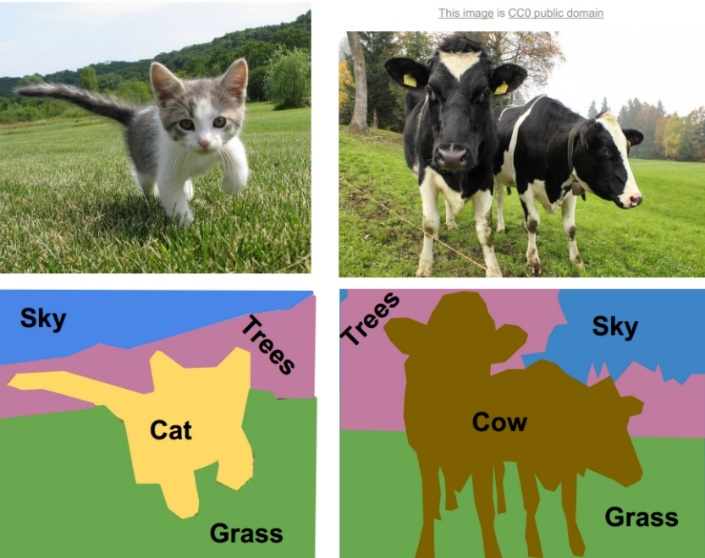 This image is CC0 public domain
Sky
Trees
Cat
Grass
Trees
Sky
Cow
Grass